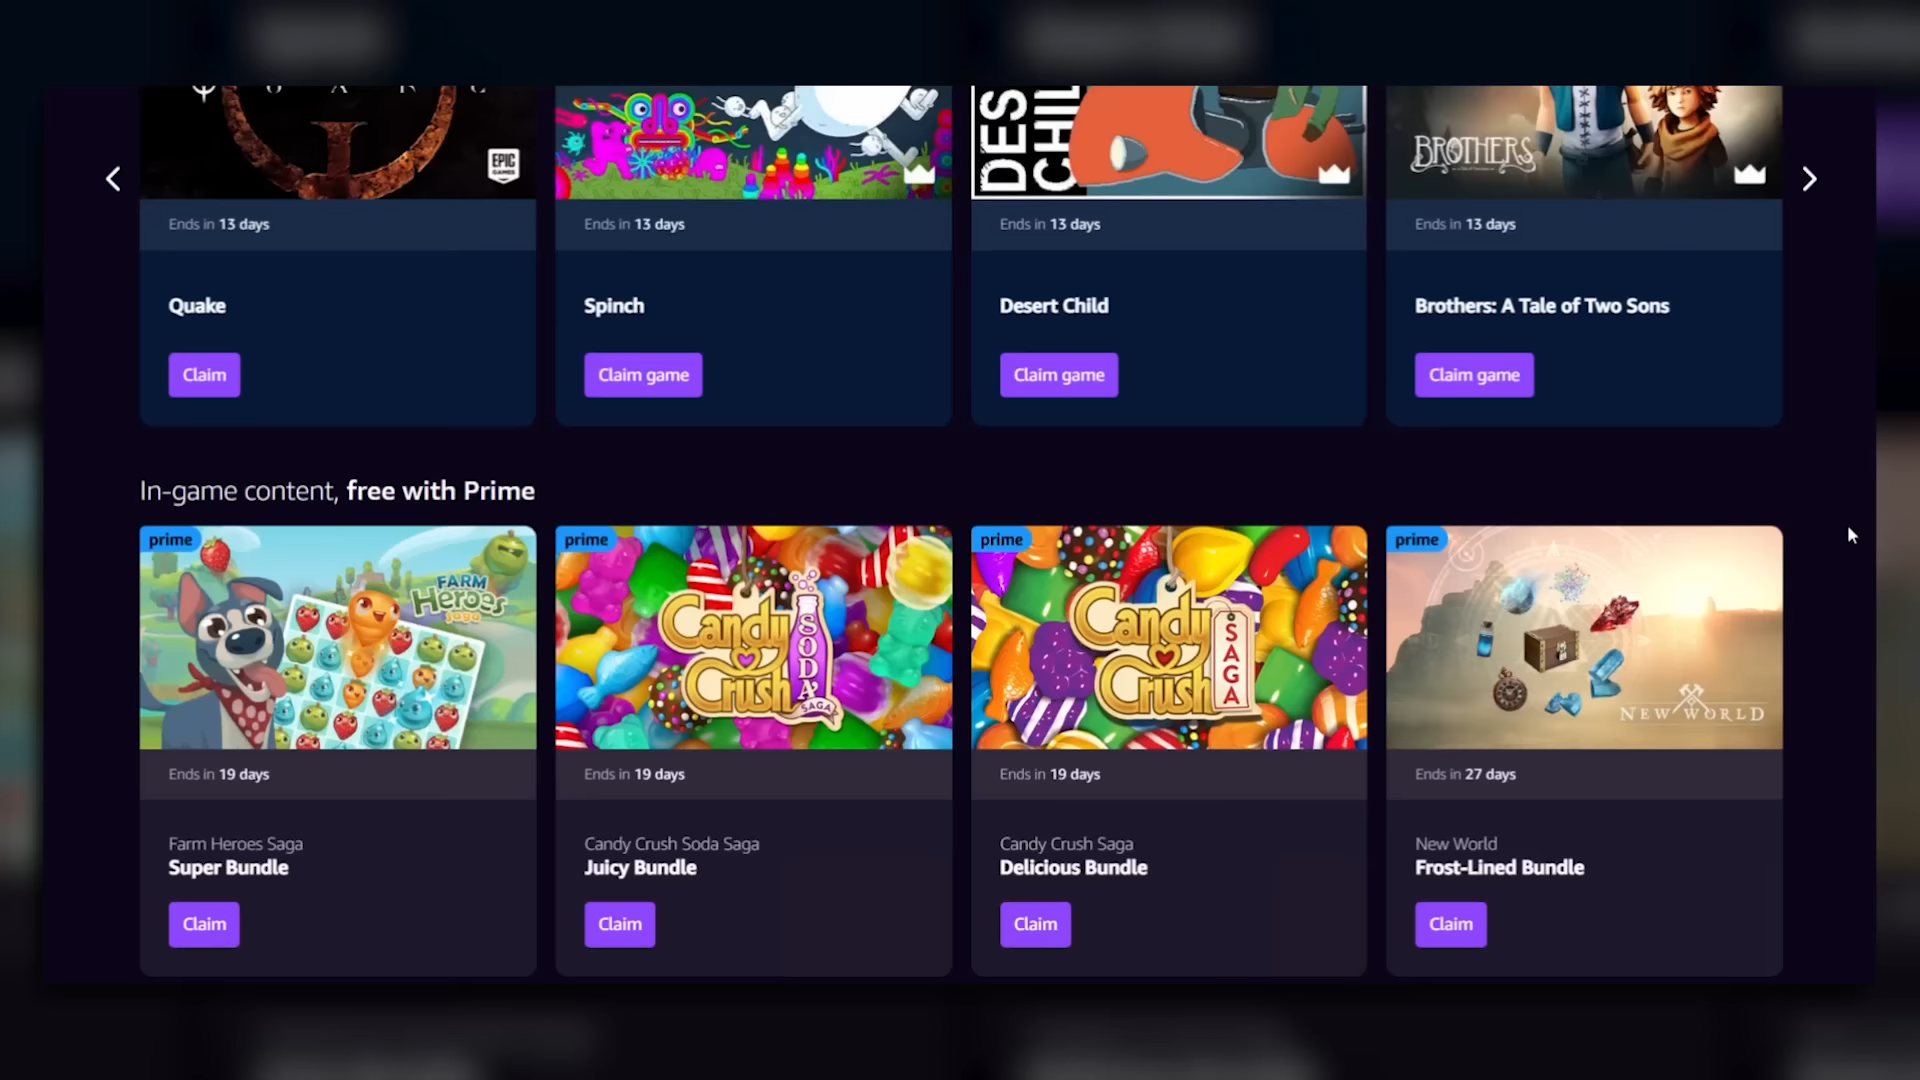 EPIC
GAMES
DES
CHIL
BROTHERS
Ends in 13 days
Ends in 13 days
Ends in 13 days
Ends in 13 days
Quake
Spinch
Desert Child
Brothers: A Tale of Two Sons
Claim
Claim game
Claim game
Claim game
In-game content, free with Prime
prime
prime
prime
prime
FARM
HEROES
saga
Candy
Crush
SODA
SAGA
Candy
Crush
SAGA
NEW WORLD
Ends in 19 days
Ends in 19 days
Ends in 19 days
Ends in 27 days
Farm Heroes Saga
Candy Crush Soda Saga
Candy Crush Saga
New World
Super Bundle
Juicy Bundle
Delicious Bundle
Frost-Lined Bundle
Claim
Claim
Claim
Claim